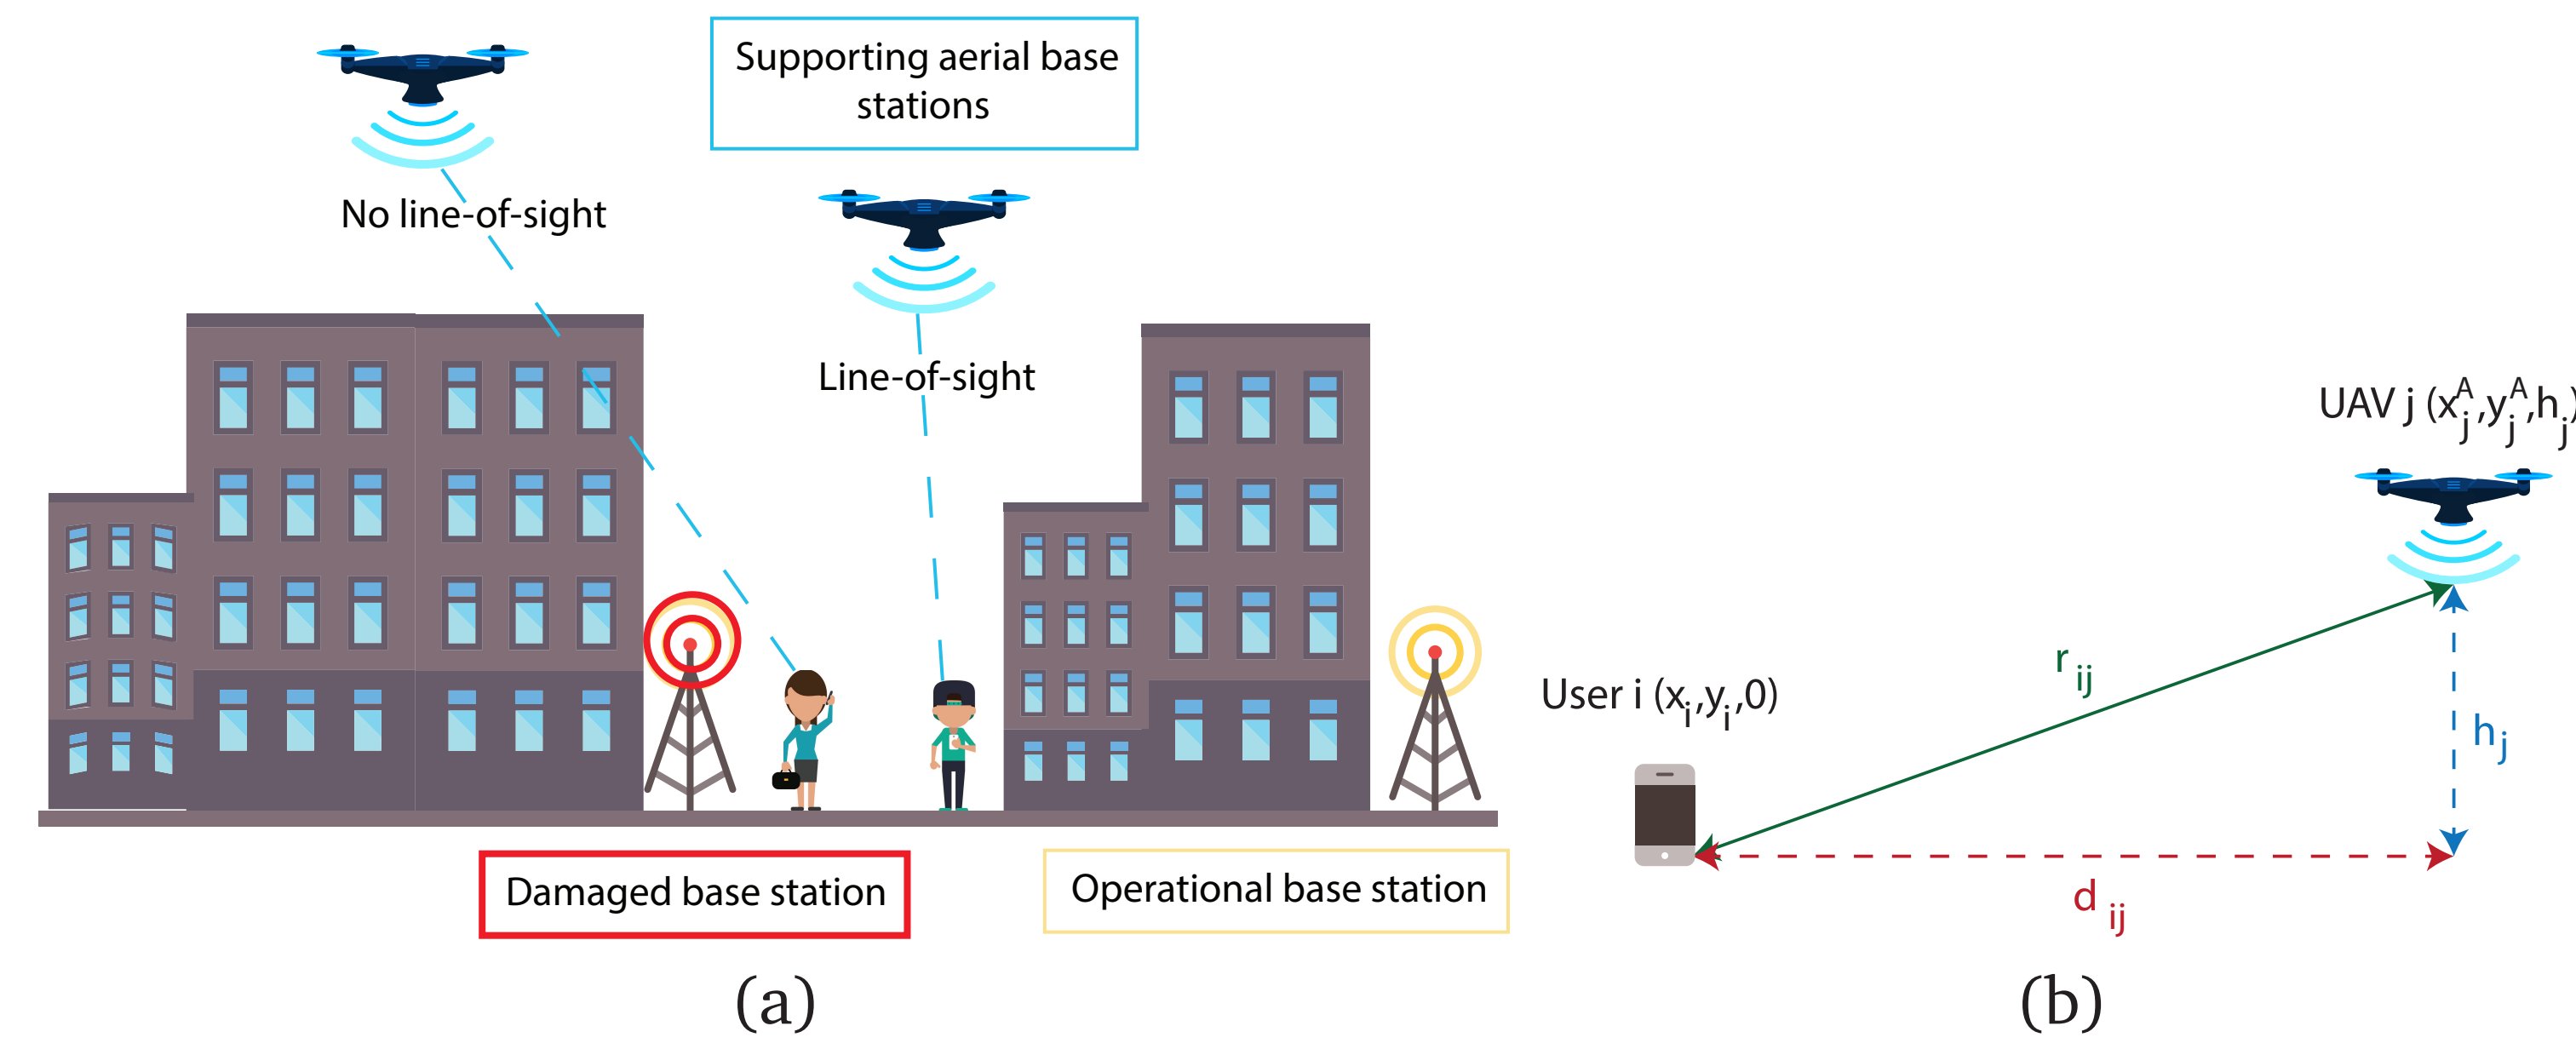 Supporting aerial base
stations
No line-of-sight
Line-of-sight
Damaged base station
Operational base station
(a)
UAV j (x_j^A,y_j^A,h_j)
User i (x_i,y_i,0)
r_ij
h_j
d_ij
(b)